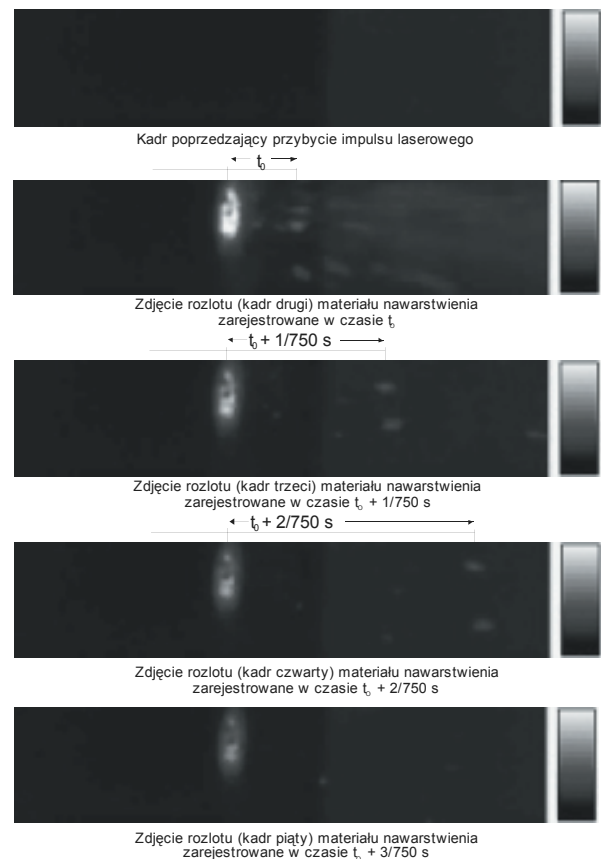 Kadr poprzedzający przybycie impulsu laserowego
t₀
Zdjęcie rozlotu (kadr drugi) materiału nawarstwienia
zarejestrowane w czasie t₀
t₀ + 1/750 s
Zdjęcie rozlotu (kadr trzeci) materiału nawarstwienia
zarejestrowane w czasie t₀ + 1/750 s
t₀ + 2/750 s
Zdjęcie rozlotu (kadr czwarty) materiału nawarstwienia
zarejestrowane w czasie t₀ + 2/750 s
Zdjęcie rozlotu (kadr piąty) materiału nawarstwienia
zarejestrowane w czasie t₀ + 3/750 s